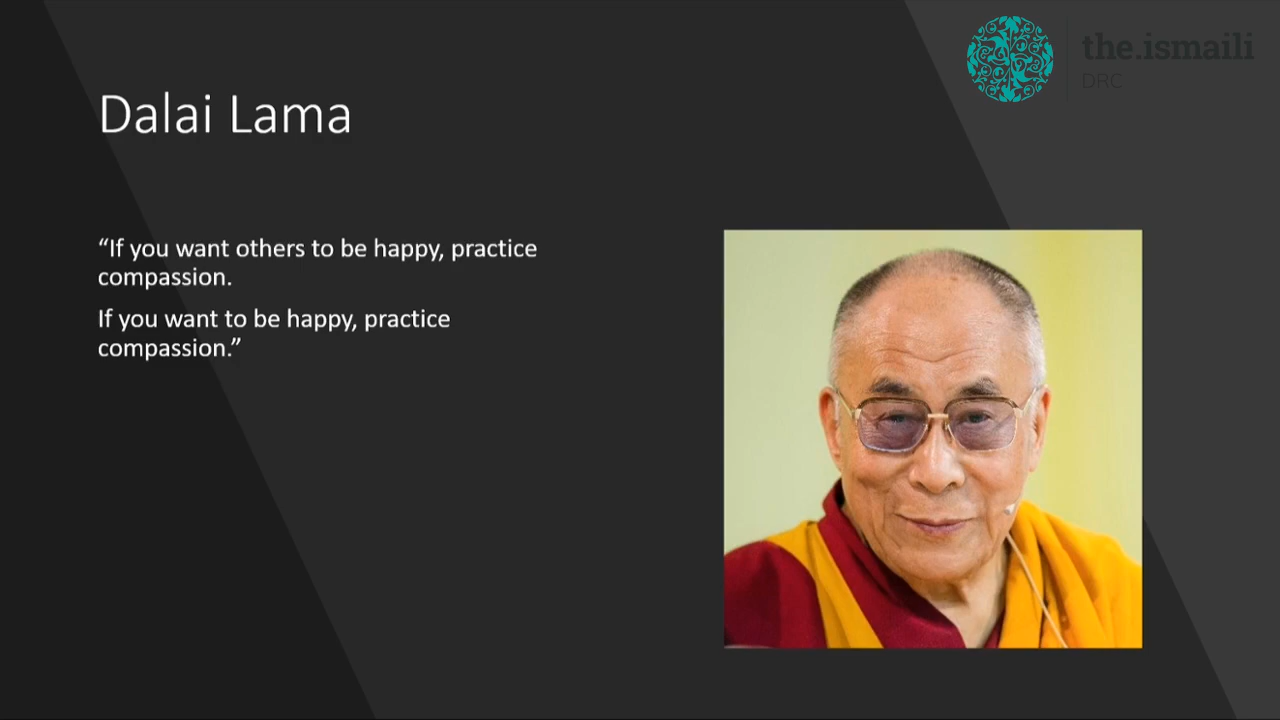 the.ismaili
DRC
Dalai Lama
“If you want others to be happy, practice
compassion.
If you want to be happy, practice
compassion.”